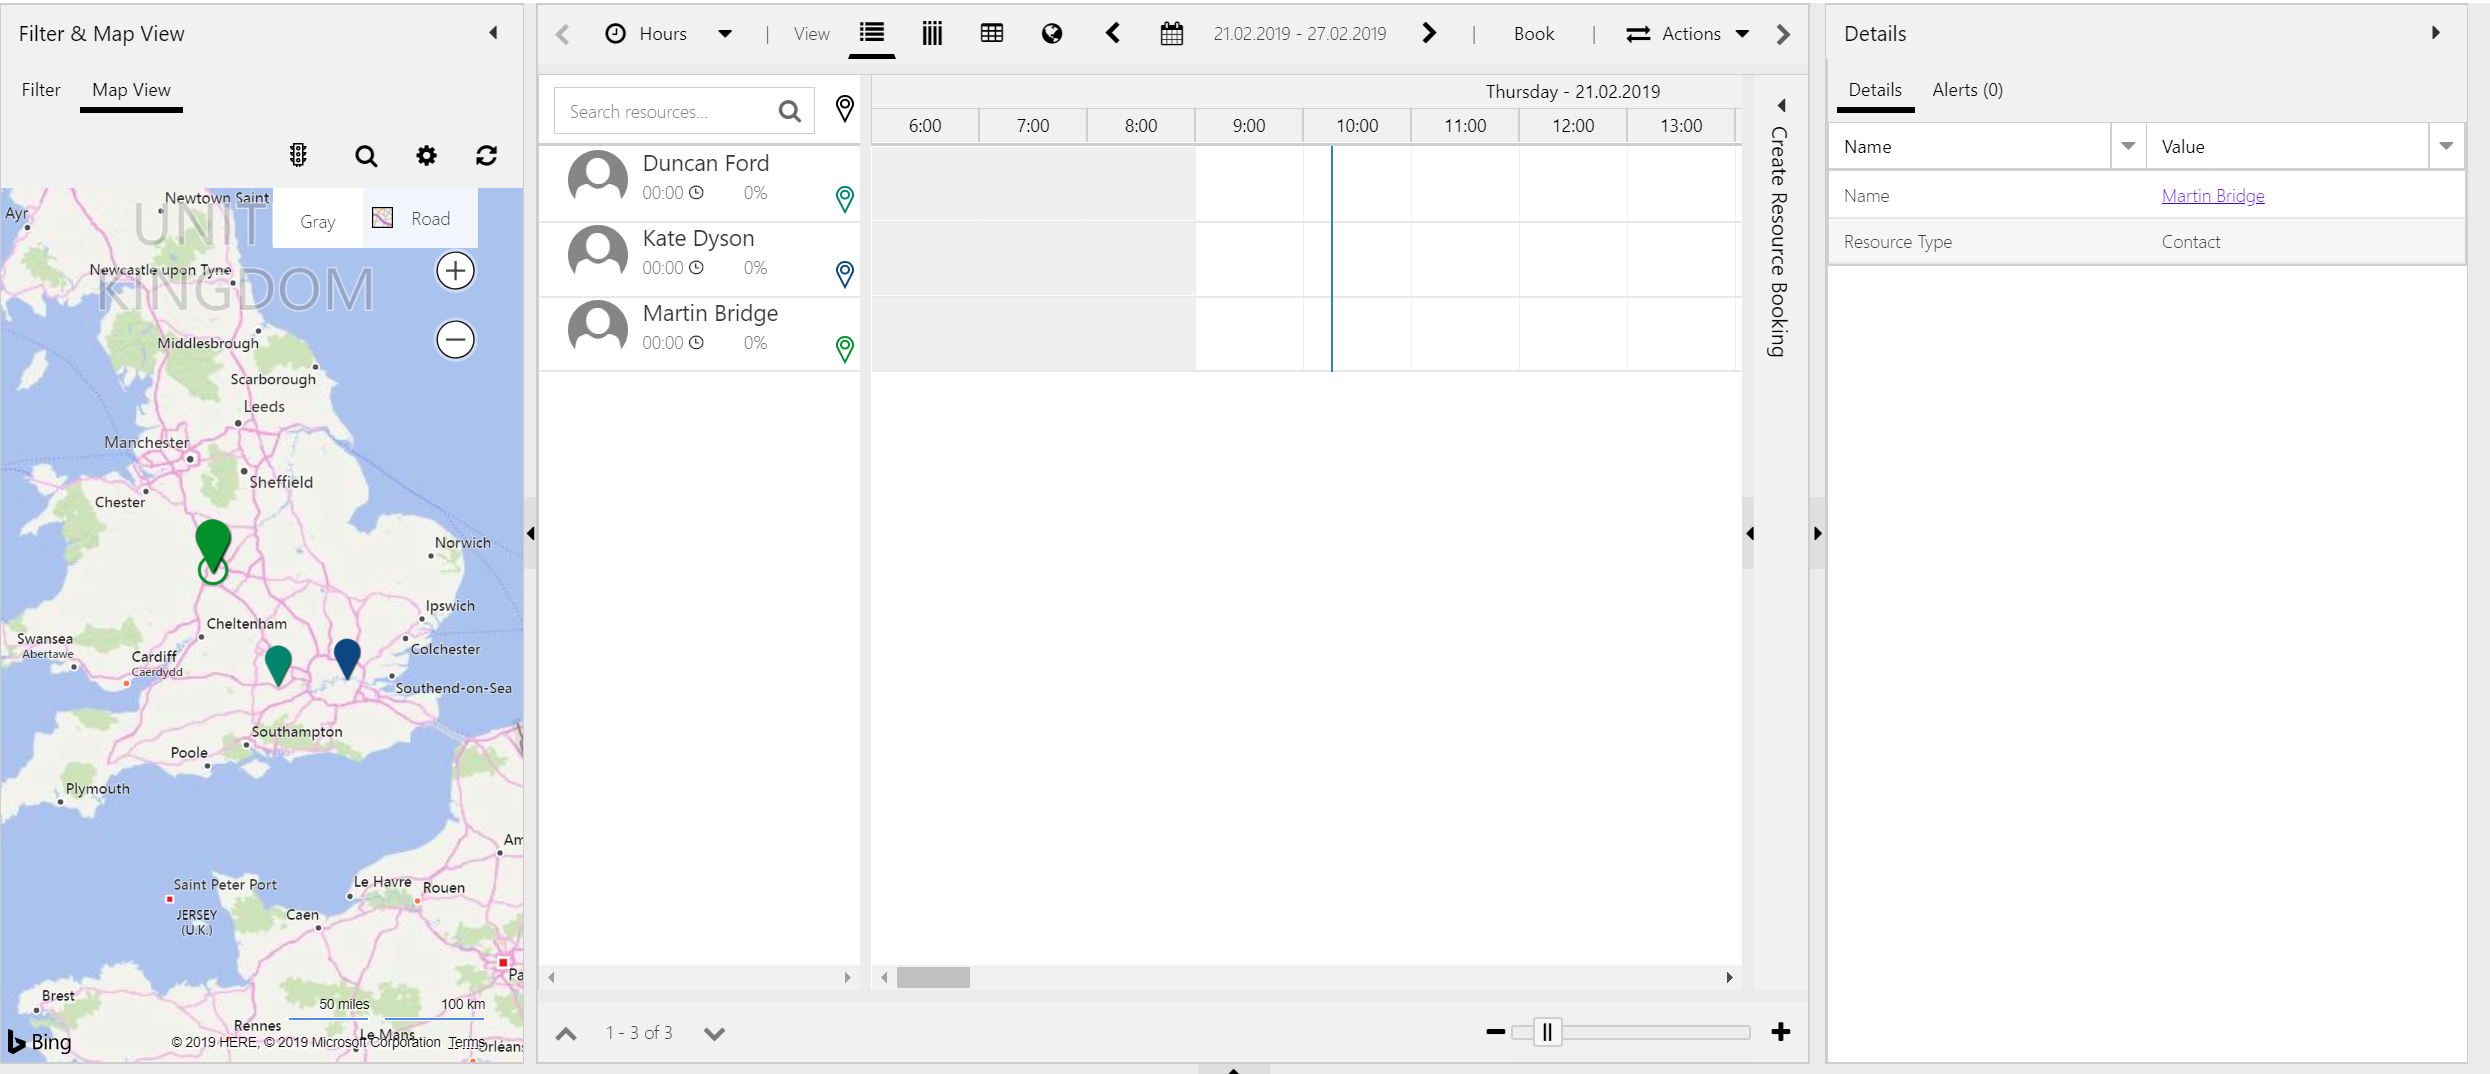 Filter & Map View
Filter
Map View
Newtown Saint
Ayr
UNIT
KINGDOM
Gray
Road
Newcastle upon Tyne
Middlesbrough
Scarborough
Leeds
Manchester
Sheffield
Chester
Norwich
Ipswich
Cheltenham
Swansea
Abertawe
Cardiff
Caerdydd
Colchester
Southend-on-Sea
Southampton
Poole
Plymouth
Am
Saint Peter Port
JERSEY
(U.K.)
Le Havre
Rouen
Caen
Pa
Brest
50 miles
100 km
Rennes
Le Mans
Orléans
Bing
© 2019 HERE, © 2019 Microsoft Corporation Terms
Hours
View
21.02.2019 - 27.02.2019
Book
Actions
Search resources...
Thursday - 21.02.2019
6:00 7:00 8:00 9:00 10:00 11:00 12:00 13:00
Duncan Ford
00:00 0%
Kate Dyson
00:00 0%
Martin Bridge
00:00 0%
Create Resource Booking
1 - 3 of 3
Details
Details
Alerts (0)
Name Value
Name Martin Bridge
Resource Type Contact